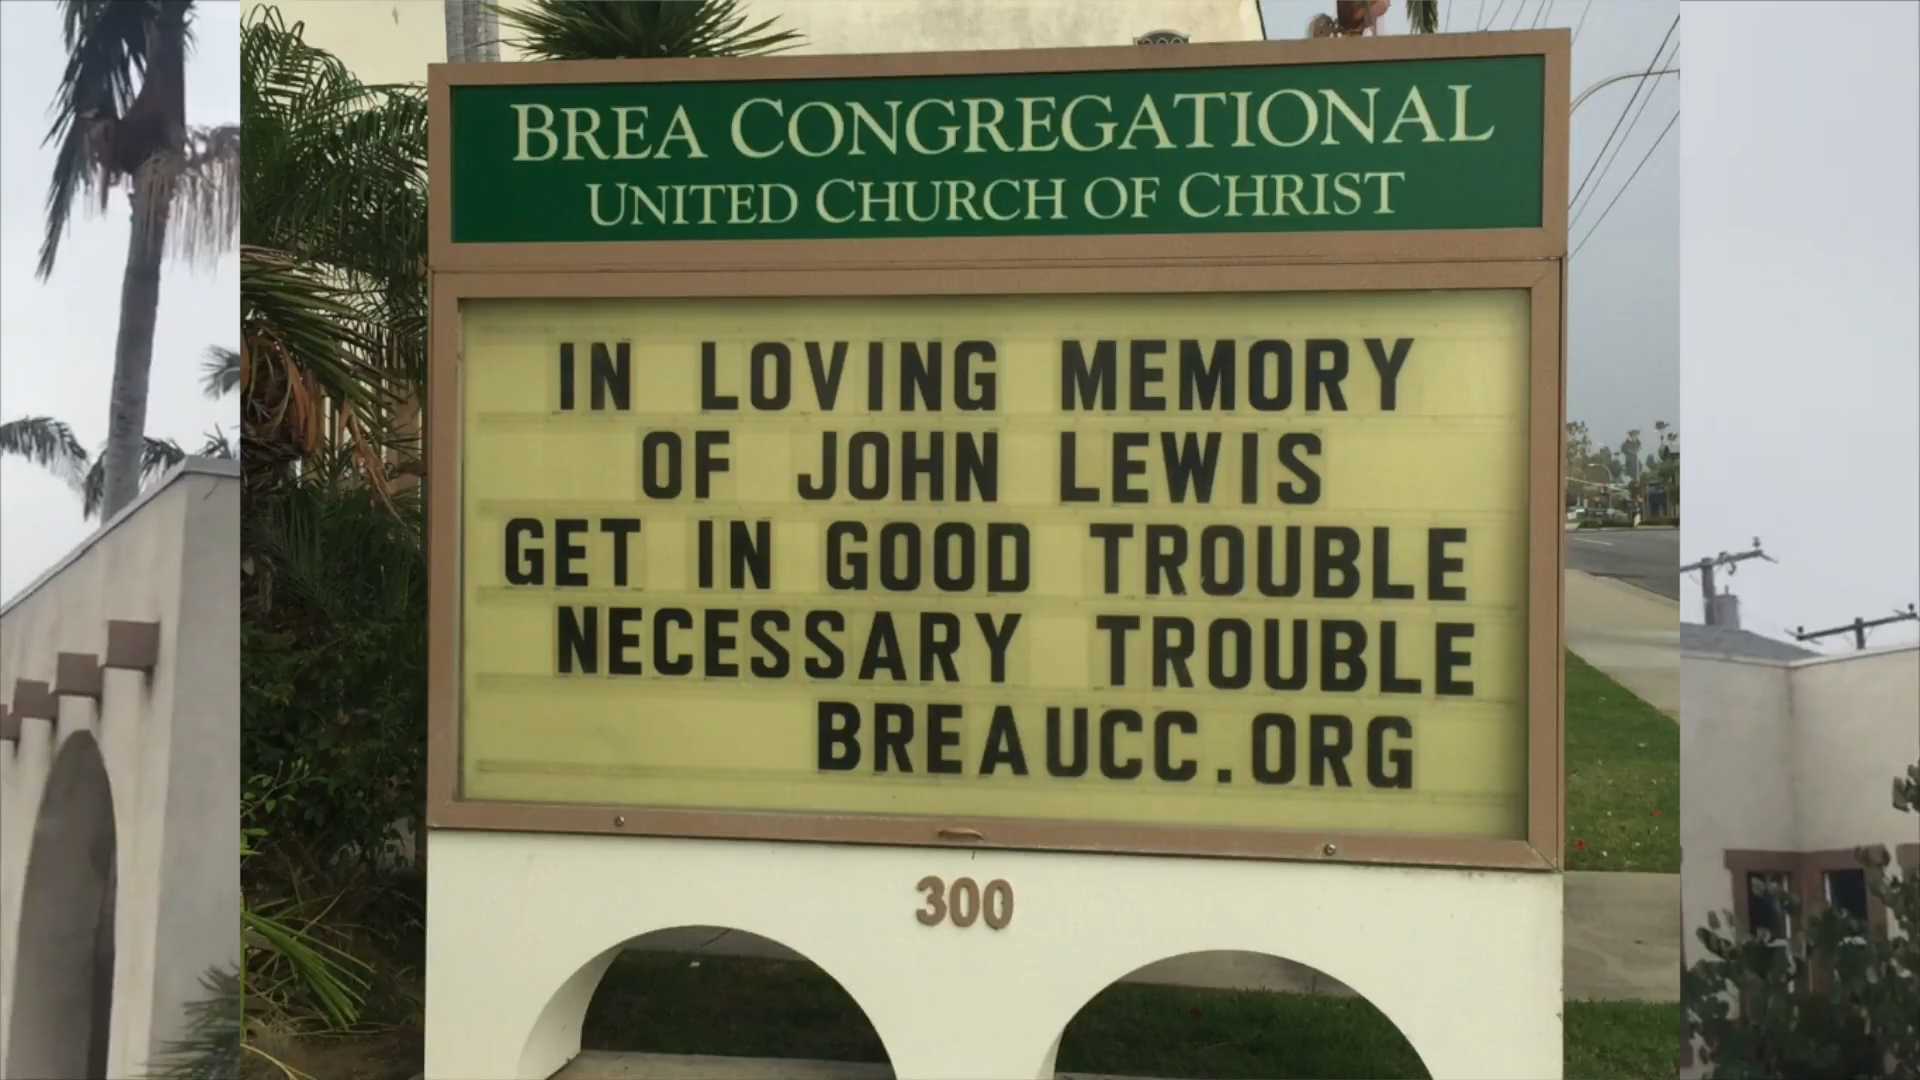 BREA CONGREGATIONAL
UNITED CHURCH OF CHRIST
IN LOVING MEMORY
OF JOHN LEWIS
GET IN GOOD TROUBLE
NECESSARY TROUBLE
BREAUCC.ORG
300